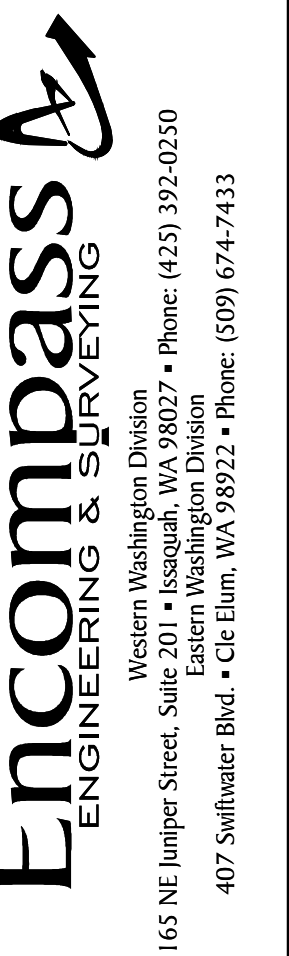 Encompass
ENGINEERING & SURVEYING
Western Washington Division
165 NE Juniper Street, Suite 201 ▪ Issaquah, WA 98027 ▪ Phone: (425) 392-0250
Eastern Washington Division
407 Swiftwater Blvd. ▪ Cle Elum, WA 98922 ▪ Phone: (509) 674-7433